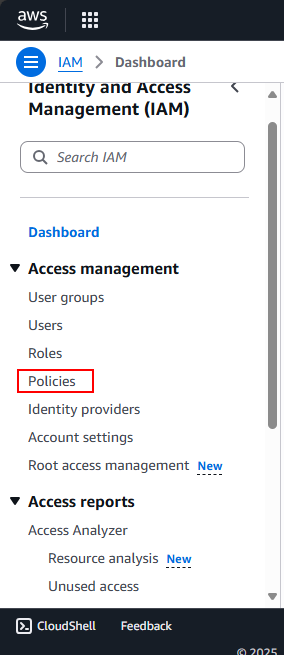 aws
IAM > Dashboard
Identity and Access
Management (IAM)
Search IAM
Dashboard
Access management
User groups
Users
Roles
Policies
Identity providers
Account settings
Root access management New
Access reports
Access Analyzer
Resource analysis New
Unused access
CloudShell Feedback
© 2025